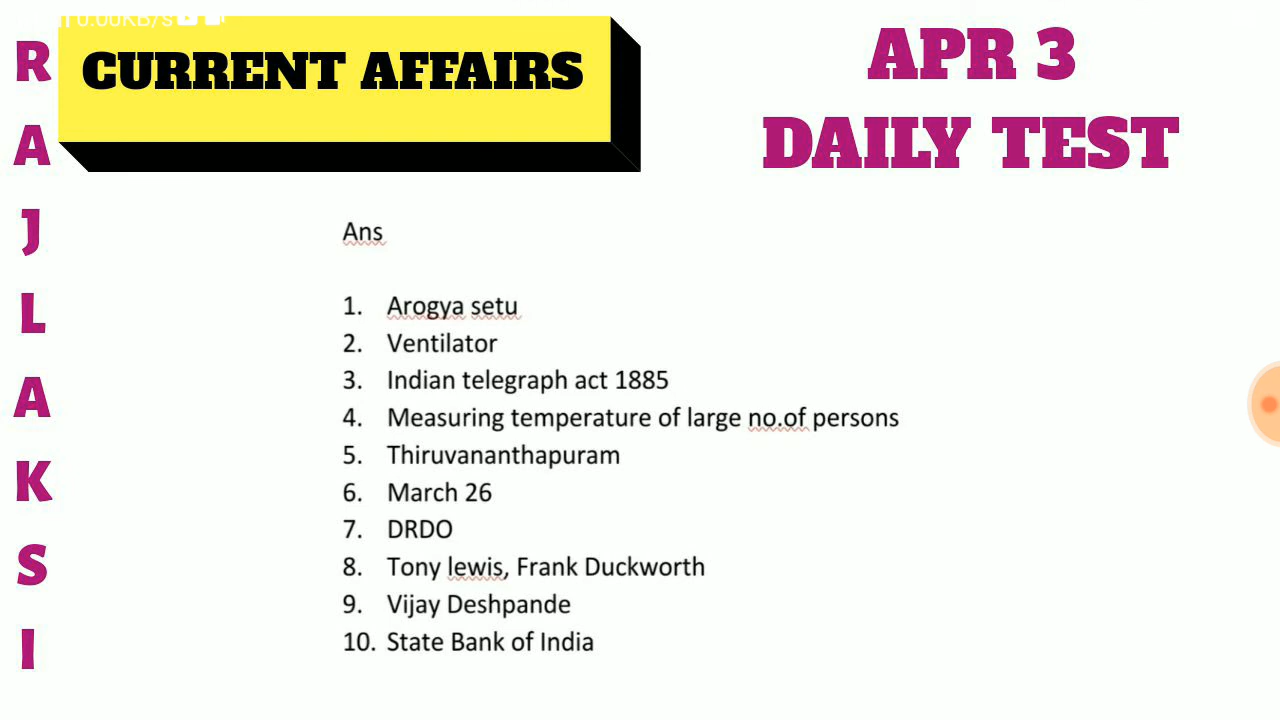 0.00KB/s
CURRENT AFFAIRS
APR 3
DAILY TEST
R
A
J
L
A
K
S
I
Ans
1. Arogya setu
2. Ventilator
3. Indian telegraph act 1885
4. Measuring temperature of large no.of persons
5. Thiruvananthapuram
6. March 26
7. DRDO
8. Tony lewis, Frank Duckworth
9. Vijay Deshpande
10. State Bank of India